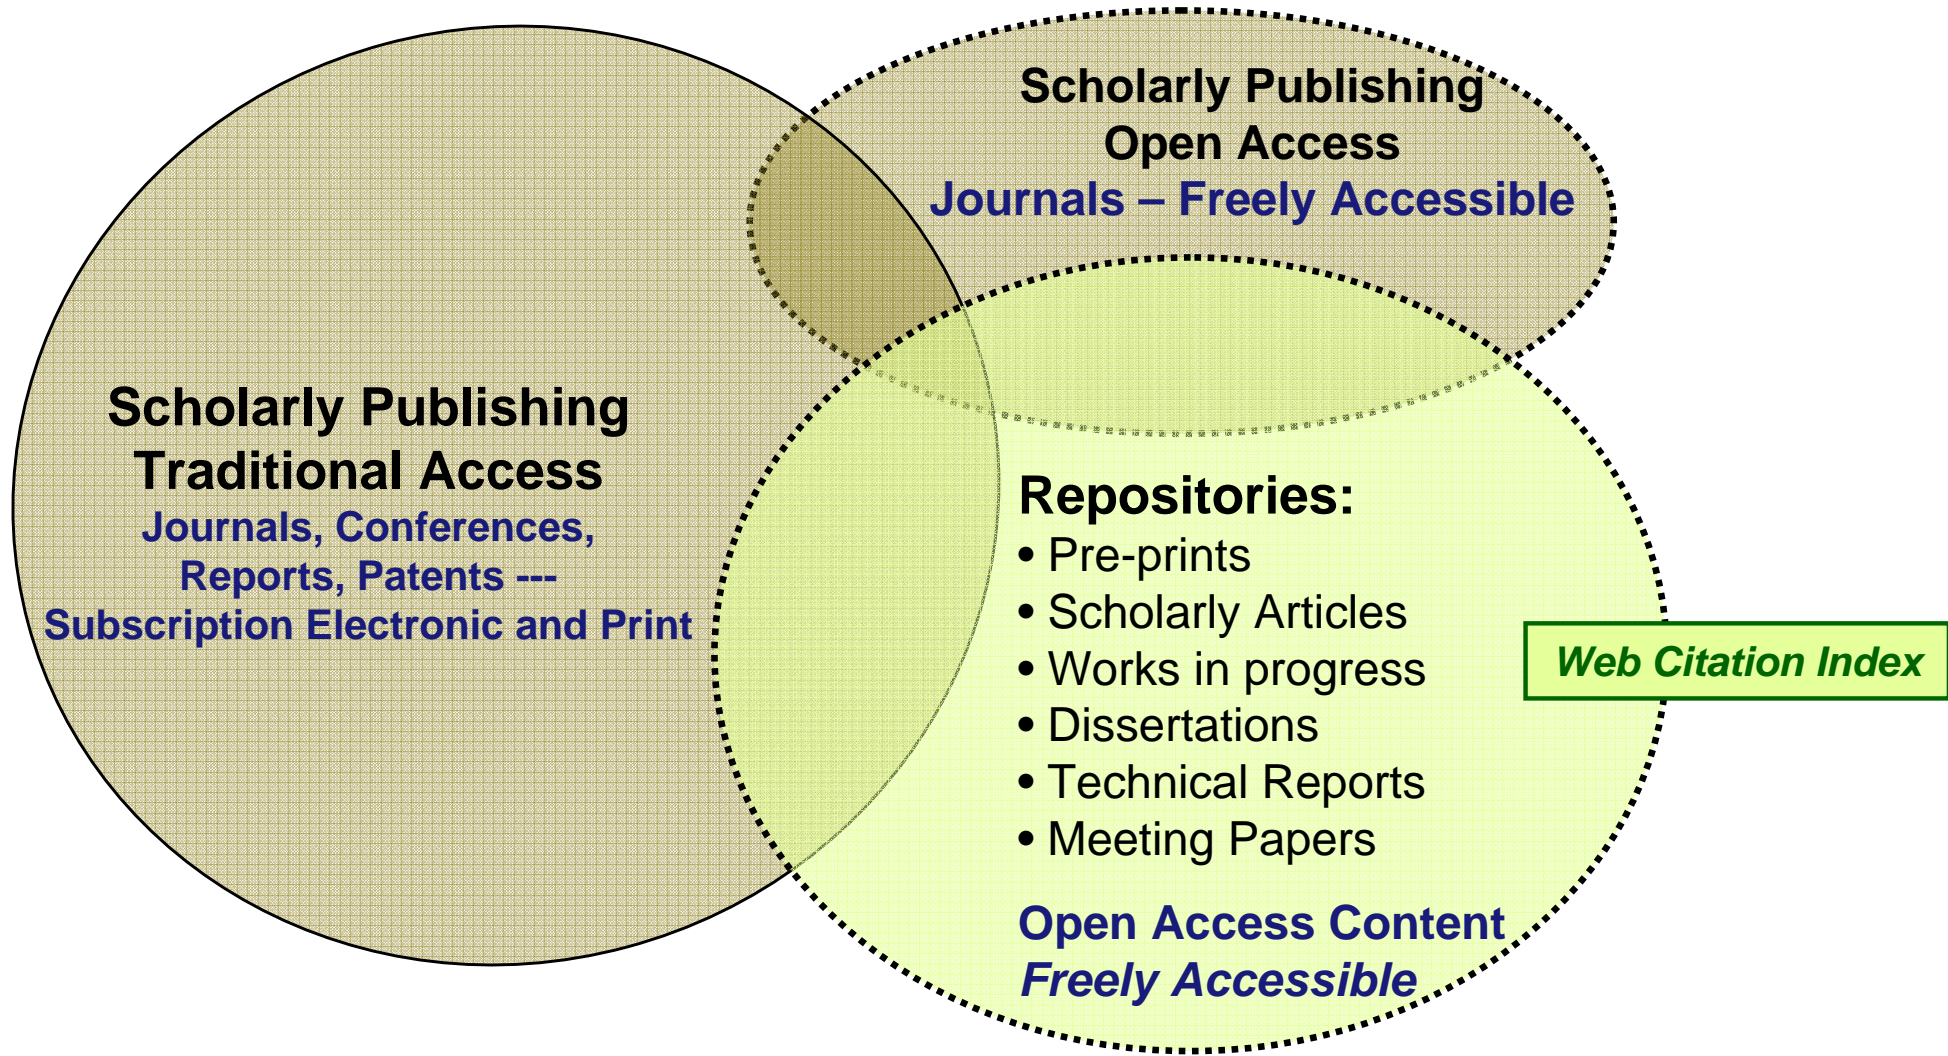 Scholarly Publishing
Open Access
Journals – Freely Accessible
Scholarly Publishing
Traditional Access
Journals, Conferences,
Reports, Patents ---
Subscription Electronic and Print
Repositories:
• Pre-prints
• Scholarly Articles
• Works in progress
• Dissertations
• Technical Reports
• Meeting Papers
Open Access Content
Freely Accessible
Web Citation Index